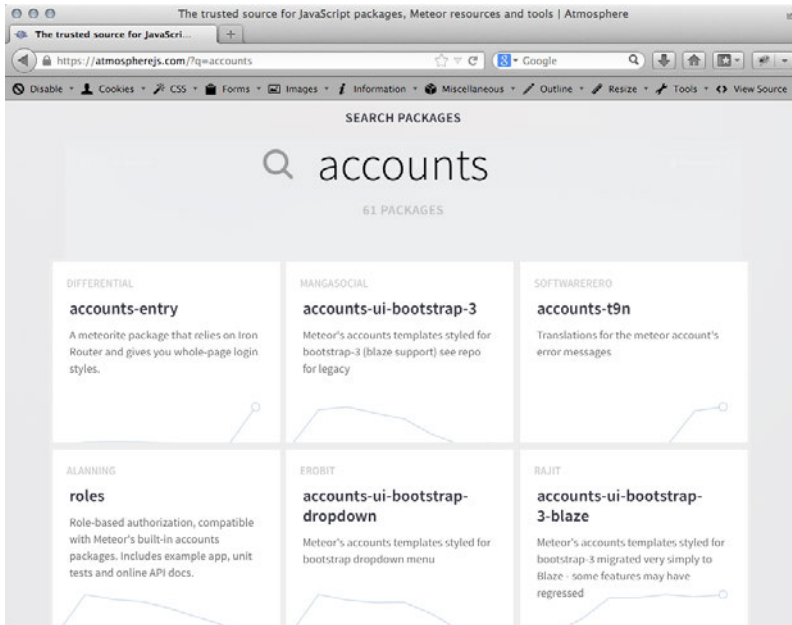 The trusted source for JavaScript packages, Meteor resources and tools | Atmosphere
The trusted source for JavaScri...
https://atmospherejs.com/?q=accounts
Google
Disable Cookies CSS Forms Images Information Miscellaneous Outline Resize Tools View Source
SEARCH PACKAGES
accounts
61 PACKAGES
DIFFERENTIAL
accounts-entry
A meteorite package that relies on Iron
Router and gives you whole-page login
styles.
MANGASOCIAL
accounts-ui-bootstrap-3
Meteor's accounts templates styled for
bootstrap-3 (blaze support) see repo
for legacy
SOFTWARERERO
accounts-t9n
Translations for the meteor account's
error messages
ALANNING
roles
Role-based authorization, compatible
with Meteor's built-in accounts
packages. Includes example app, unit
tests and online API docs.
EROBIT
accounts-ui-bootstrap-
dropdown
Meteor's accounts templates styled for
bootstrap dropdown menu
RAJIT
accounts-ui-bootstrap-
3-blaze
Meteor's accounts templates styled for
bootstrap-3 migrated very simply to
Blaze - some features may have
regressed